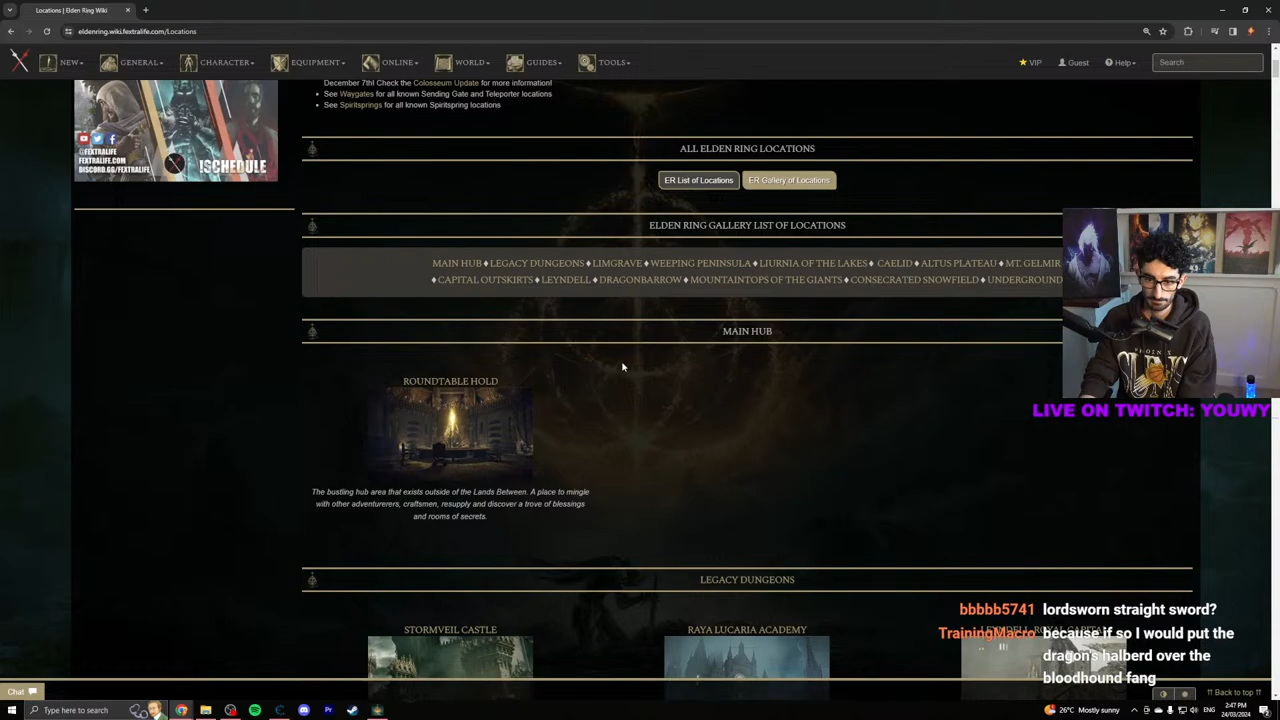 Locations | Elden Ring Wiki
eldenring.wiki.fextralife.com/Locations
NEW GENERAL CHARACTER EQUIPMENT ONLINE WORLD GUIDES TOOLS VIP Guest Help Search
December 7th! Check the Colosseum Update for more information!
See Waygates for all known Sending Gate and Teleporter locations
See Spiritsprings for all known Spiritspring locations
@FEXTRALIFE
FEXTRALIFE.COM
DISCORD.GG/FEXTRALIFE
!SCHEDULE
ALL ELDEN RING LOCATIONS
ER List of Locations ER Gallery of Locations
ELDEN RING GALLERY LIST OF LOCATIONS
MAIN HUB ♦ LEGACY DUNGEONS ♦ LIMGRAVE ♦ WEEPING PENINSULA ♦ LIURNIA OF THE LAKES ♦ CAELID ♦ ALTUS PLATEAU ♦ MT. GELMIR
♦ CAPITAL OUTSKIRTS ♦ LEYNDELL ♦ DRAGONBARROW ♦ MOUNTAINTOPS OF THE GIANTS ♦ CONSECRATED SNOWFIELD ♦ UNDERGROUND
MAIN HUB
ROUNDTABLE HOLD
The bustling hub area that exists outside of the Lands Between. A place to mingle
with other adventurerers, craftsmen, resupply and discover a trove of blessings
and rooms of secrets.
LIVE ON TWITCH: YOUWY
LEGACY DUNGEONS
STORMVEIL CASTLE RAYA LUCARIA ACADEMY
bbbbb5741 lordsworn straight sword?
TrainingMacro because if so I would put the
dragon's halberd over the
bloodhound fang
Chat
↑↑ Back to top ↑↑
Type here to search
26°C Mostly sunny
ENG
2:47 PM
24/03/2024